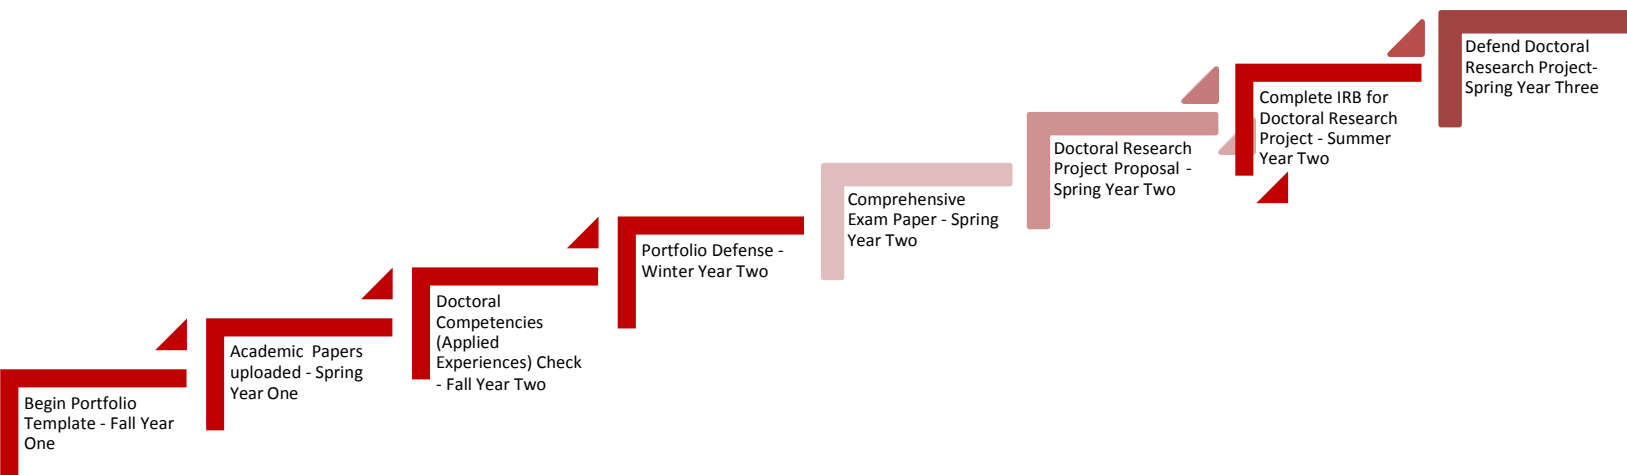 Begin Portfolio
Template - Fall Year
One
Academic Papers
uploaded - Spring
Year One
Doctoral
Competencies
(Applied
Experiences) Check
- Fall Year Two
Portfolio Defense -
Winter Year Two
Comprehensive
Exam Paper - Spring
Year Two
Doctoral Research
Project Proposal -
Spring Year Two
Complete IRB for
Doctoral Research
Project - Summer
Year Two
Defend Doctoral
Research Project-
Spring Year Three